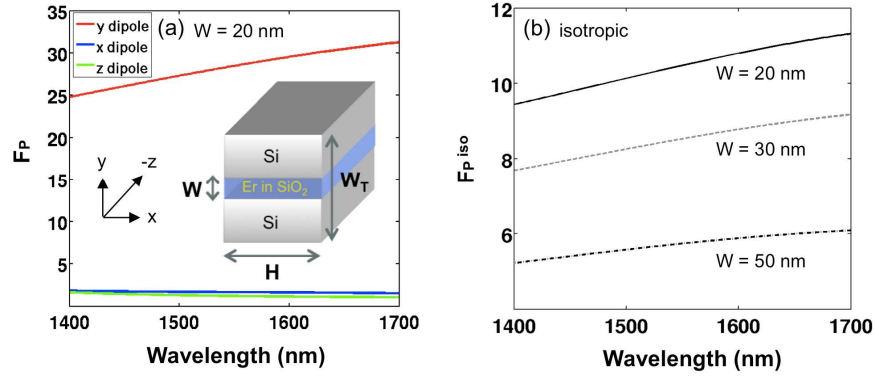 (a) W = 20 nm
y dipole
x dipole
z dipole
35
30
25
20
15
10
5
F_P
1400 1500 1600 1700
Wavelength (nm)
Si
Er in SiO₂
Si
W
W_T
H
y
-z
x
(b) isotropic
12
10
8
6
F_P iso
W = 20 nm
W = 30 nm
W = 50 nm
1400 1500 1600 1700
Wavelength (nm)